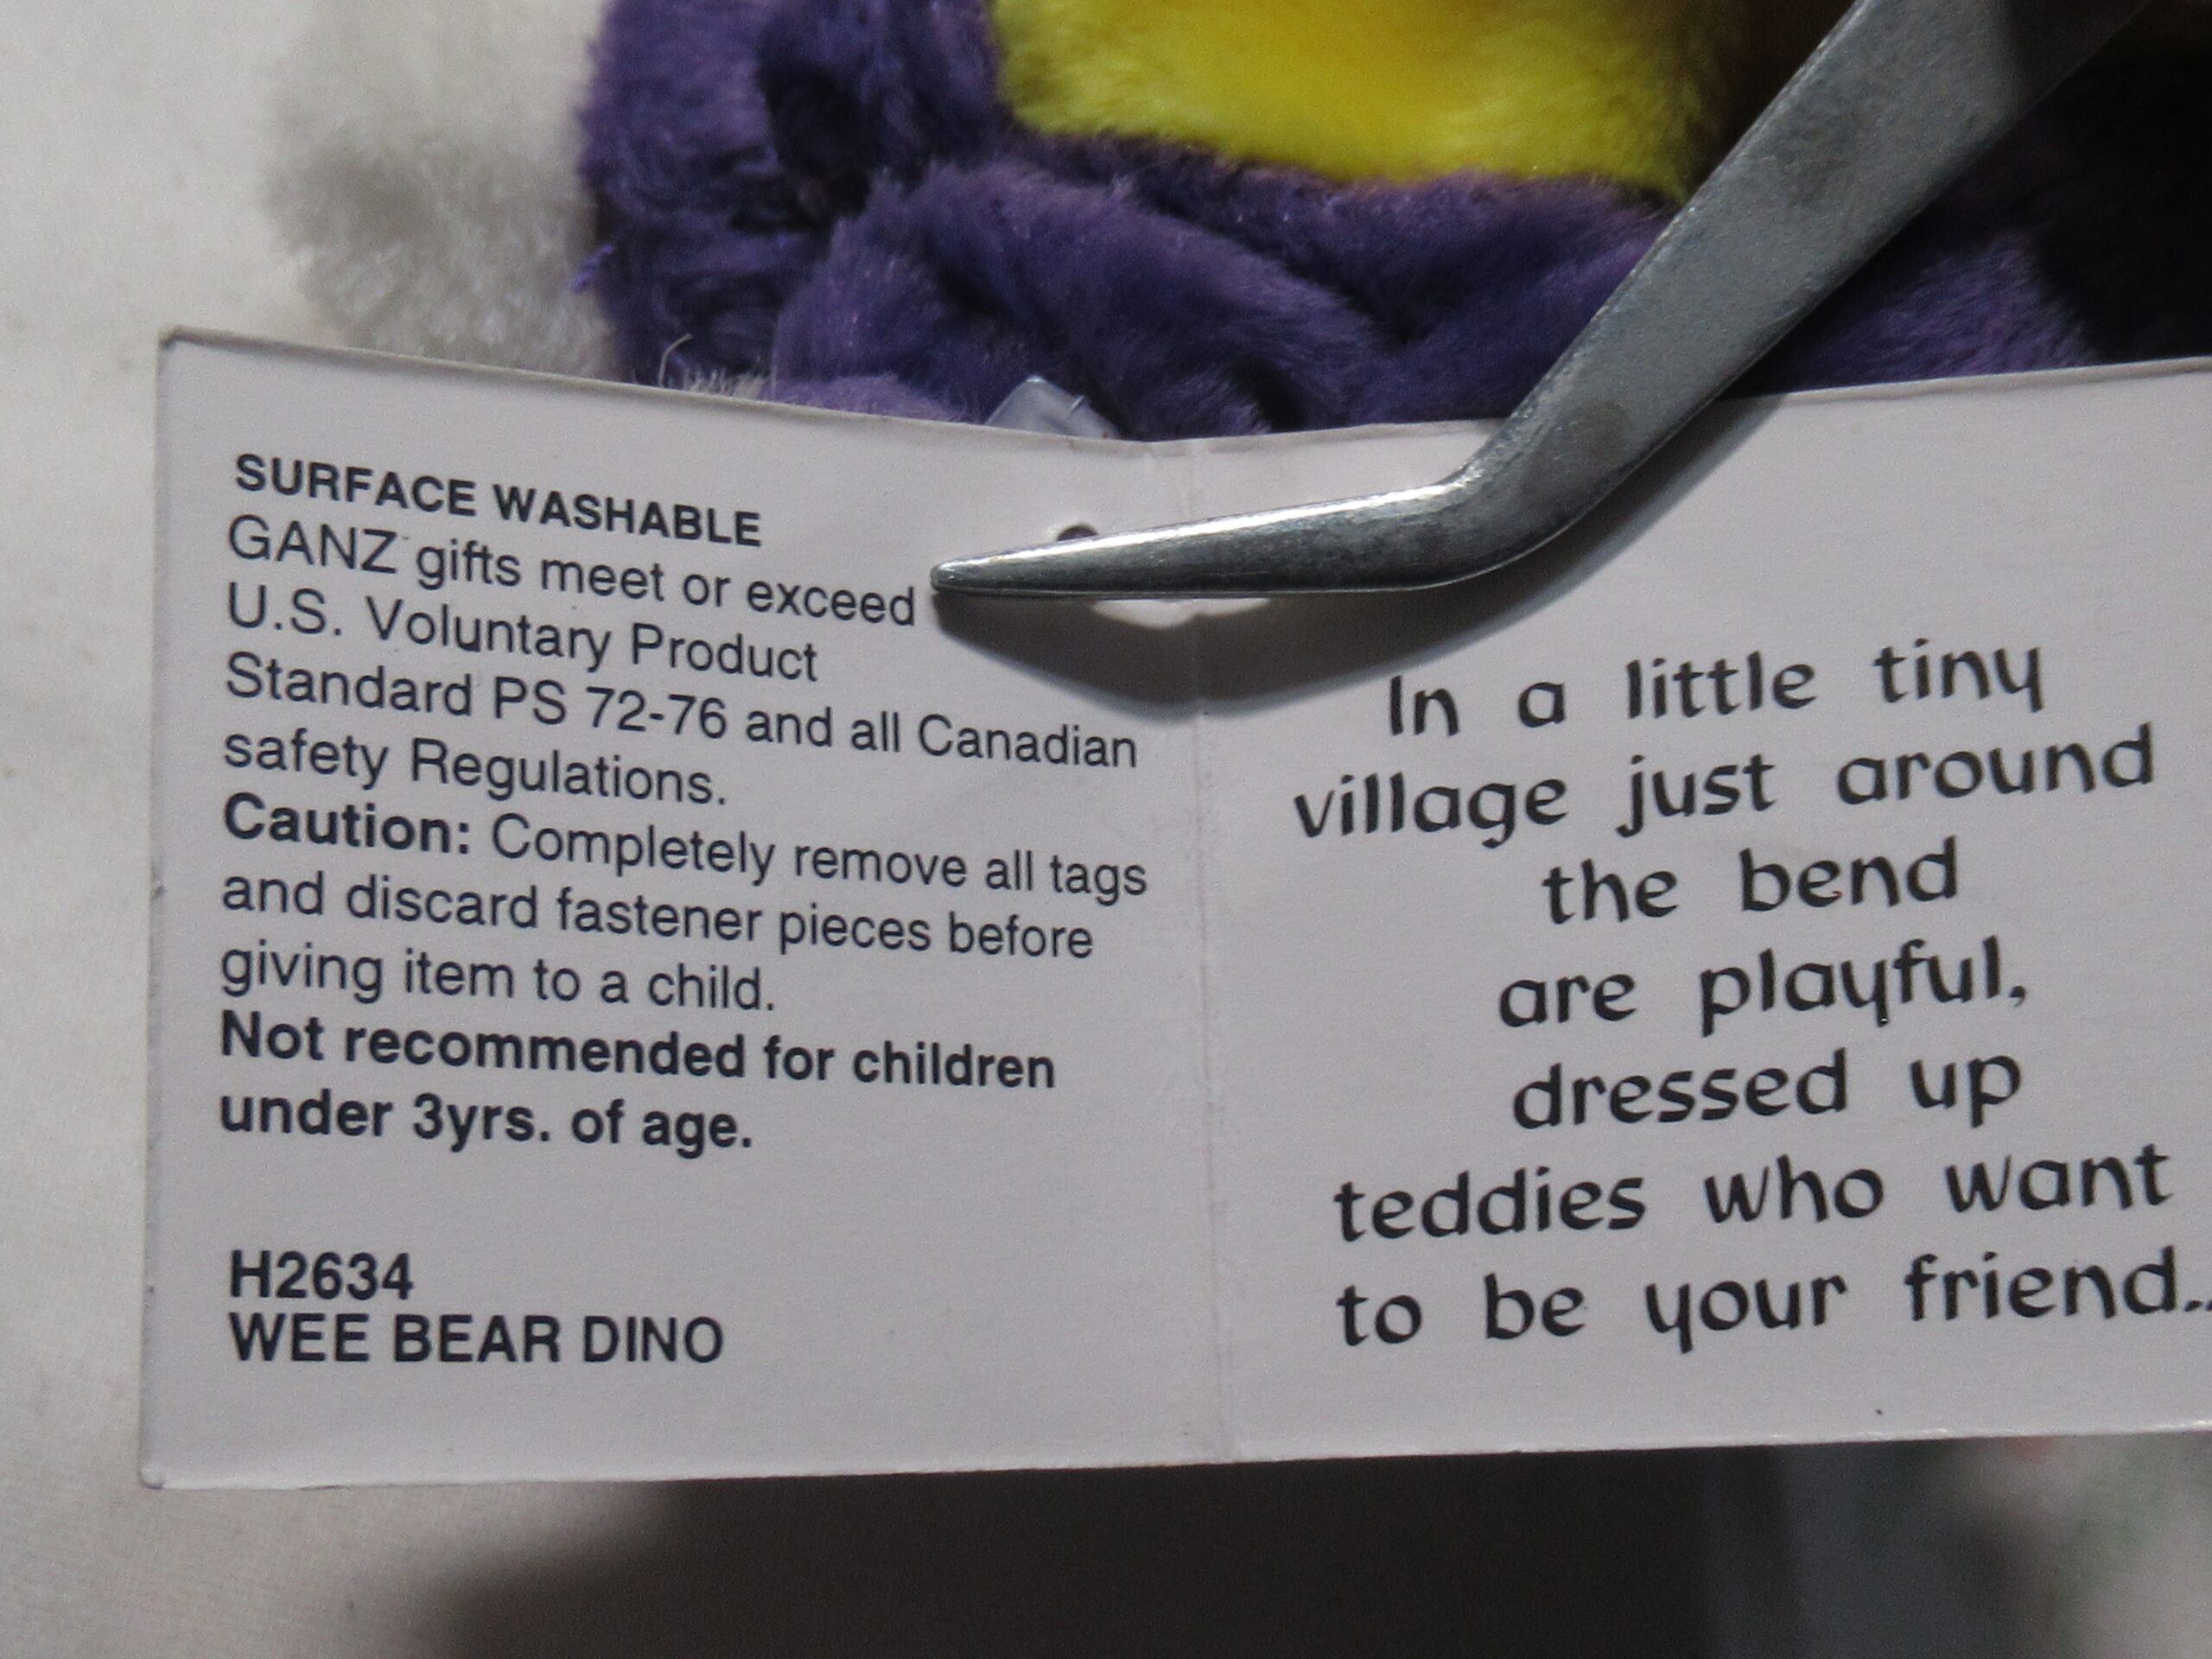 SURFACE WASHABLE
GANZ gifts meet or exceed
U.S. Voluntary Product
Standard PS 72-76 and all Canadian
safety Regulations.
Caution: Completely remove all tags
and discard fastener pieces before
giving item to a child.
Not recommended for children
under 3yrs. of age.
H2634
WEE BEAR DINO
In a little tiny
village just around
the bend
are playful,
dressed up
teddies who want
to be your friend..